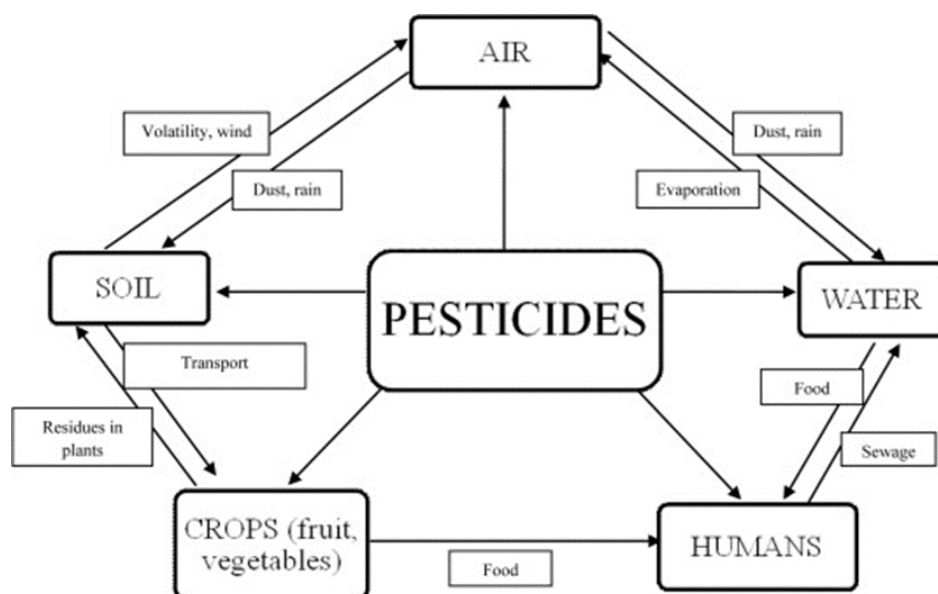 AIR
Volatility, wind
Dust, rain
Dust, rain
Evaporation
SOIL
PESTICIDES
WATER
Transport
Food
Residues in
plants
Sewage
CROPS (fruit,
vegetables)
HUMANS
Food